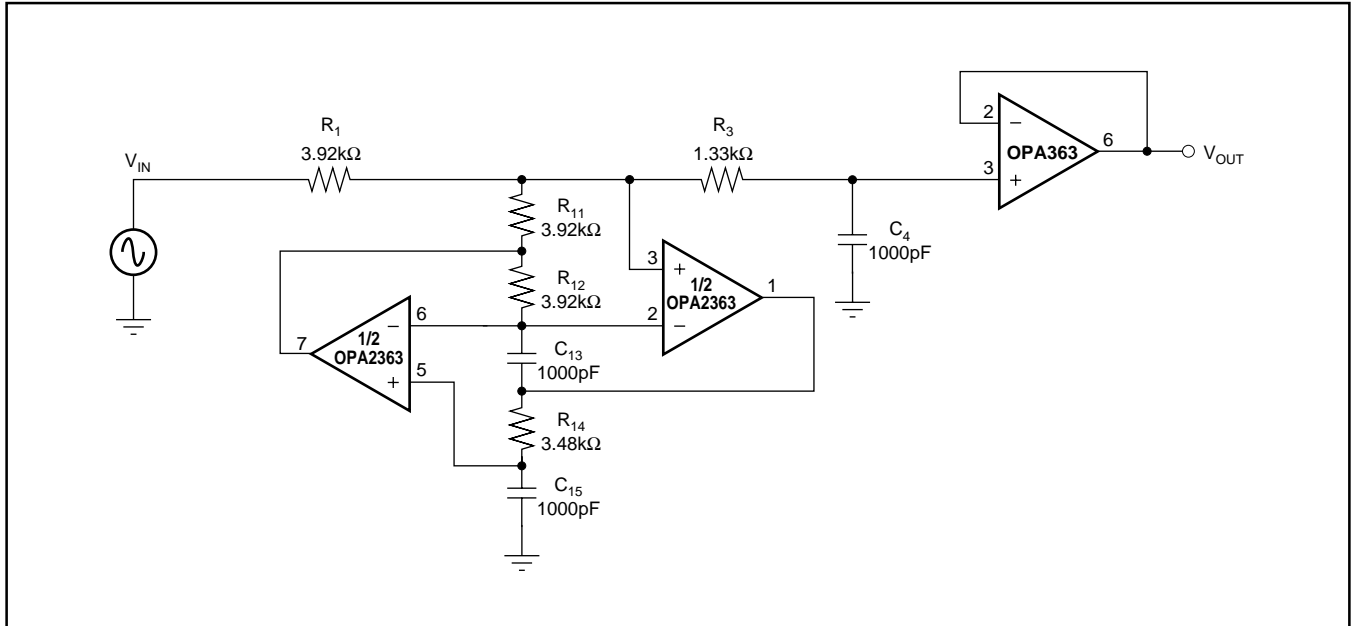 R1
3.92kΩ
VIN
R3
1.33kΩ
2
−
OPA363
6
3
+
VOUT
R11
3.92kΩ
R12
3.92kΩ
C4
1000pF
3
+
1/2
OPA2363
1
2
−
7
1/2
OPA2363
−
6
+
5
C13
1000pF
R14
3.48kΩ
C15
1000pF